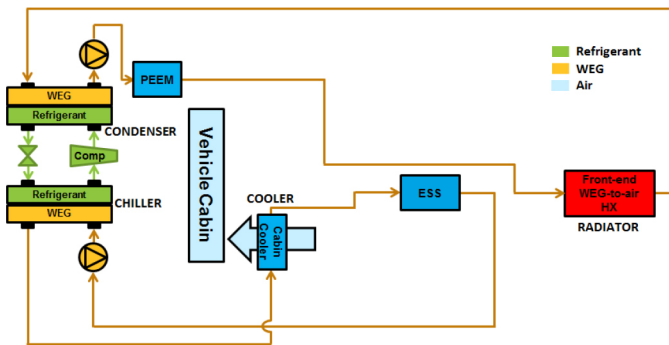 WEG
Refrigerant
CONDENSER
PEEM
Refrigerant
WEG
Air
Comp
Vehicle Cabin
Refrigerant
WEG
CHILLER
COOLER
Cabin
Cooler
ESS
Front-end
WEG-to-air
HX
RADIATOR